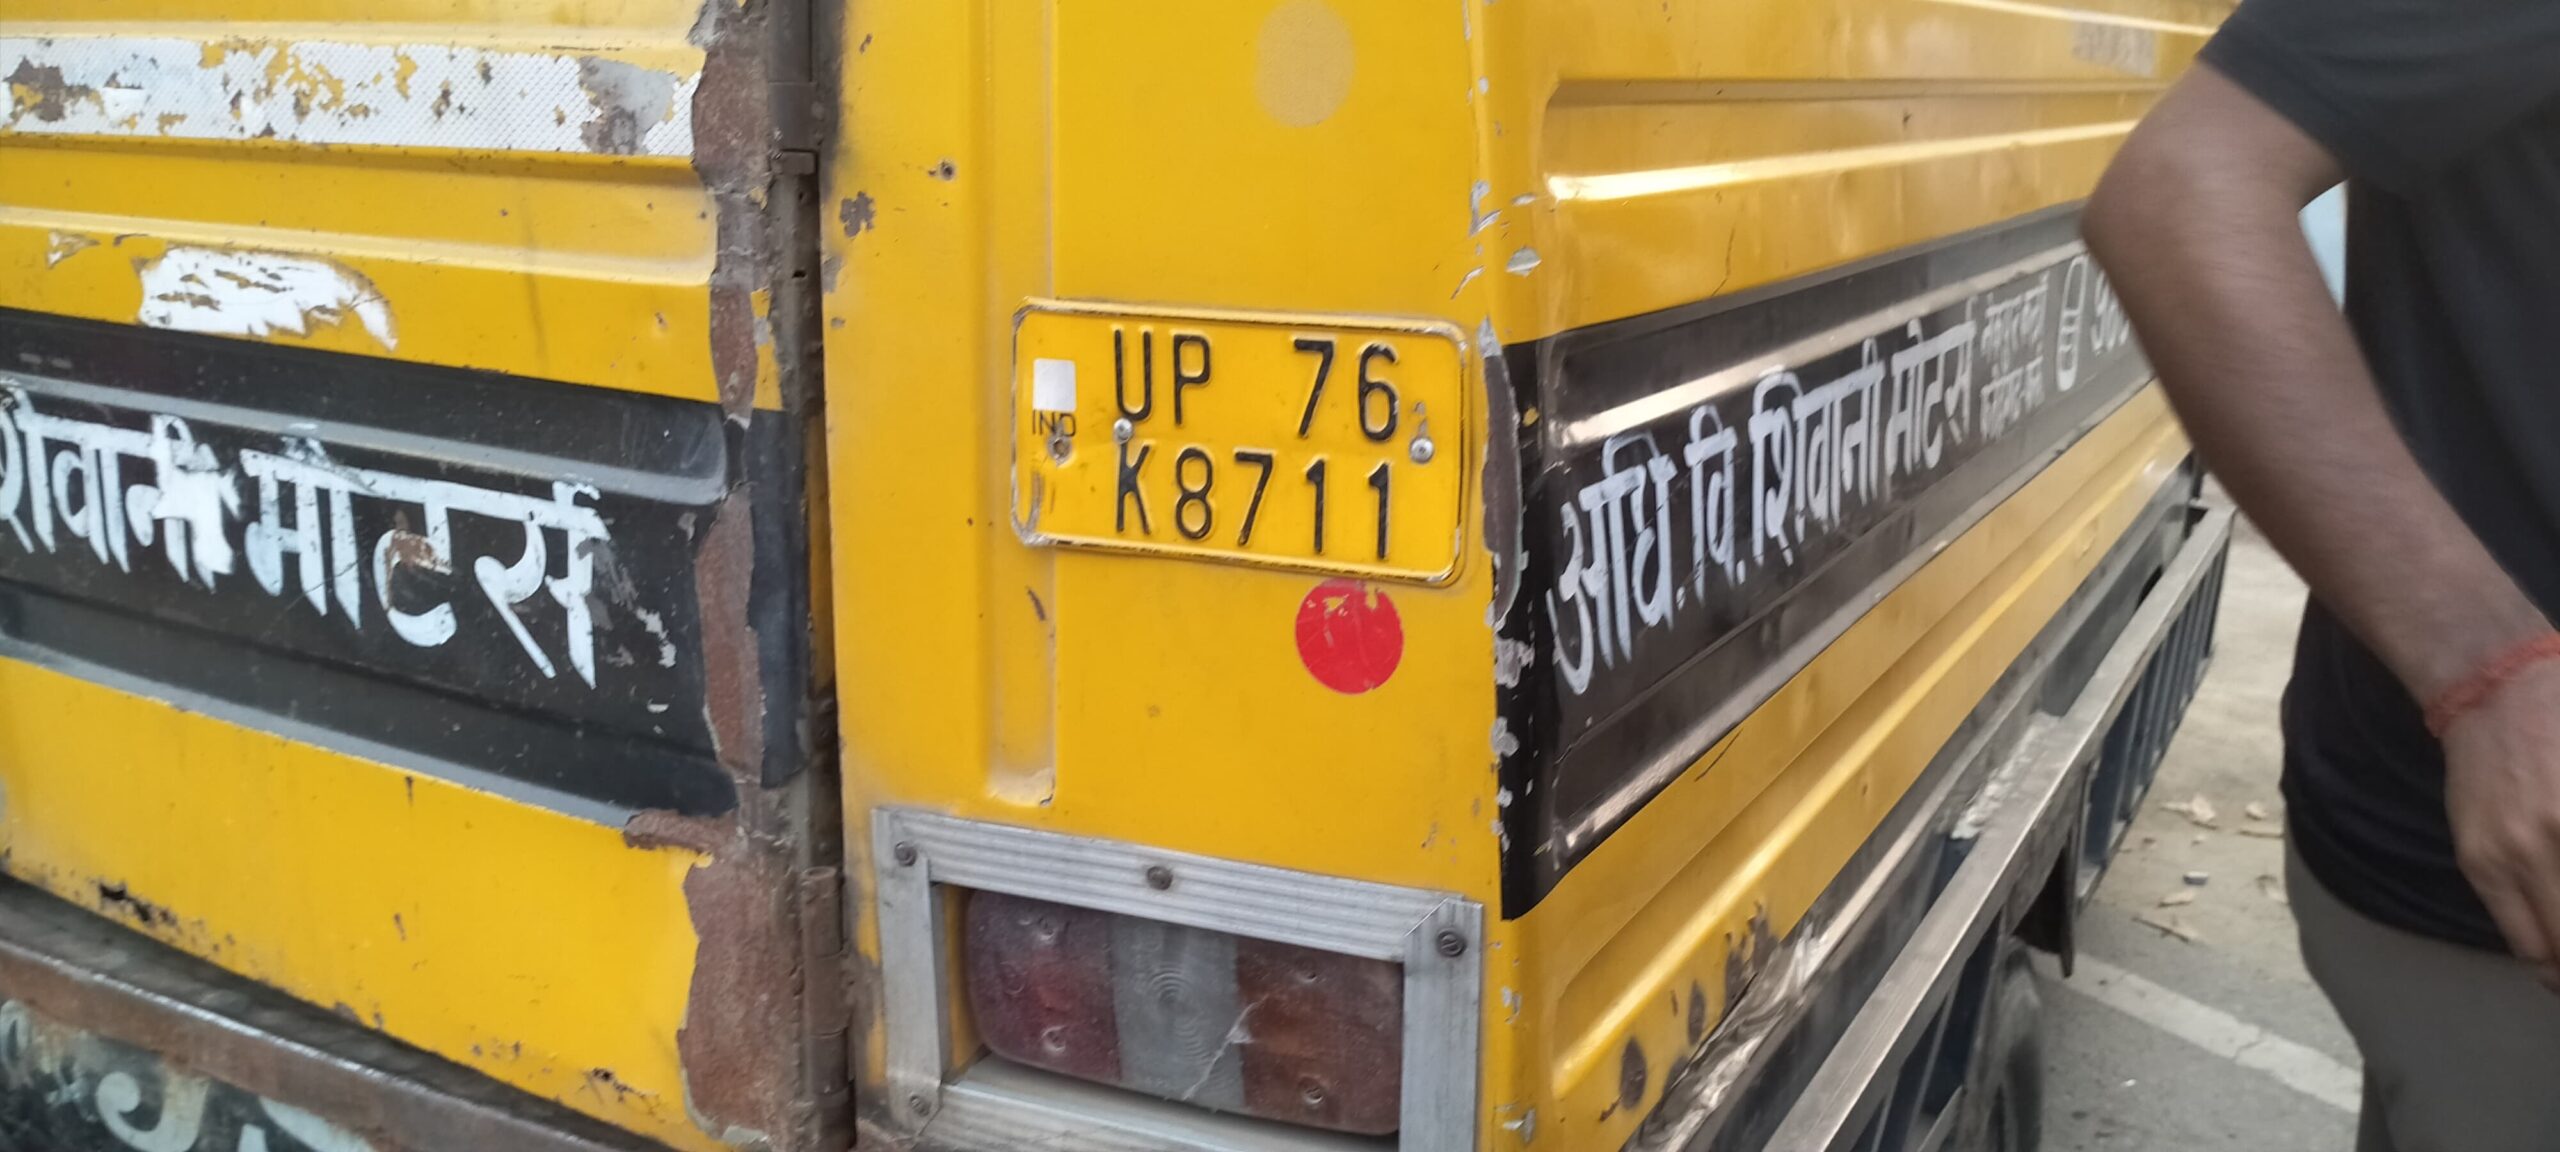 शिवानी मोटर्स
IND
UP 76
K8711
अधि. वि. शिवानी मोटर्स